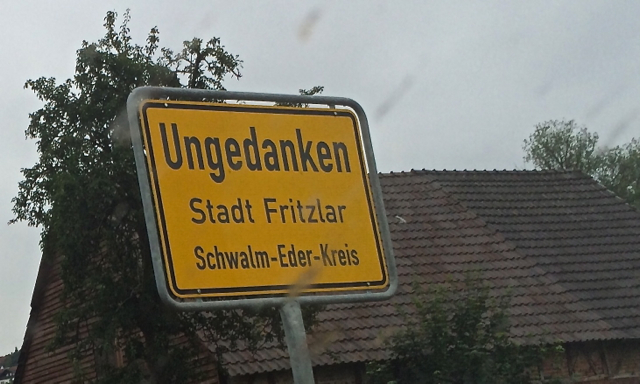 Ungedanken
Stadt Fritzlar
Schwalm-Eder-Kreis